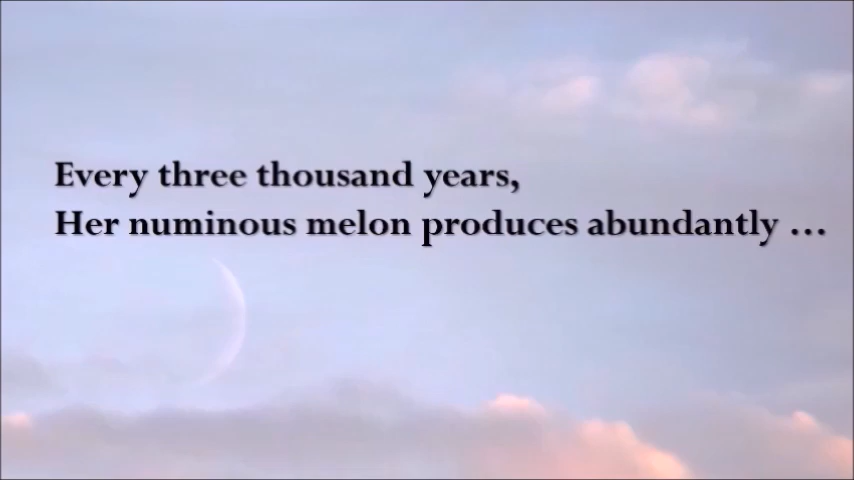 Every three thousand years,
Her numinous melon produces abundantly ...